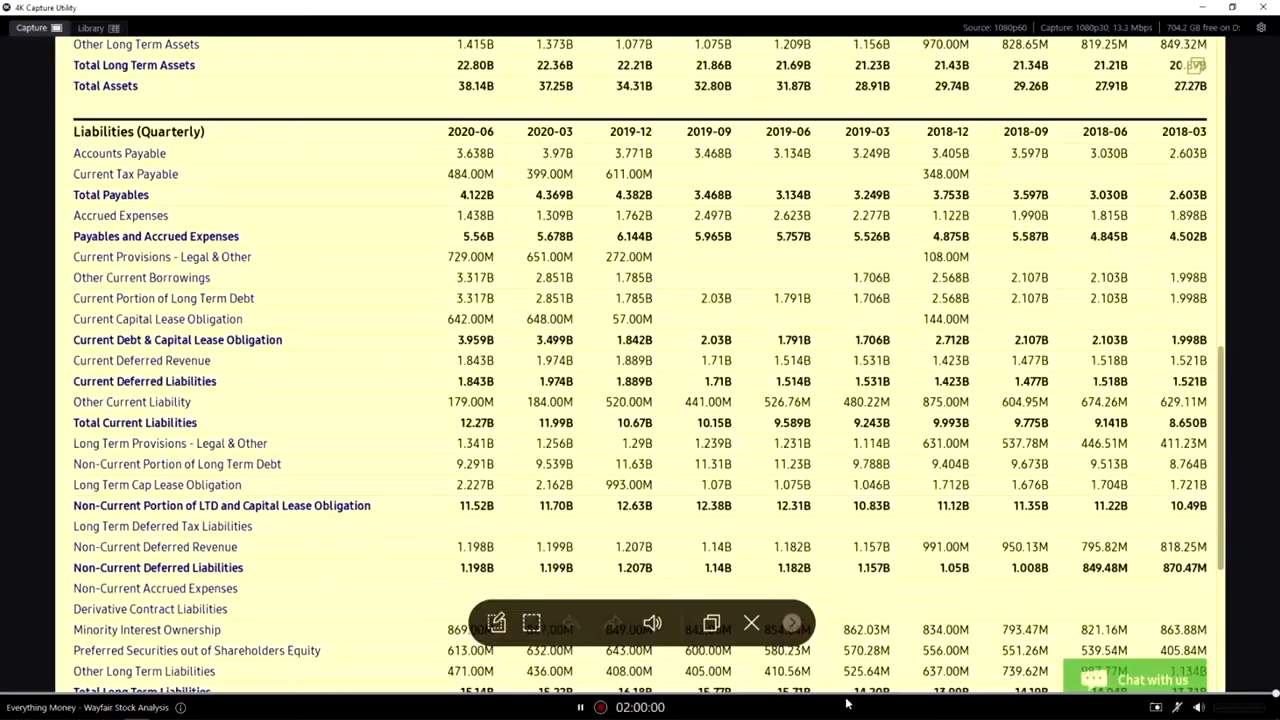 4K Capture Utility
Capture Library Source: 1080p60 Capture: 1080p30, 13.3 Mbps 704.2 GB free on D:
Other Long Term Assets 1.415B 1.373B 1.077B 1.075B 1.209B 1.156B 970.00M 828.65M 819.25M 849.32M
Total Long Term Assets 22.80B 22.36B 22.21B 21.86B 21.69B 21.23B 21.43B 21.34B 21.21B
Total Assets 38.14B 37.25B 34.31B 32.80B 31.87B 28.91B 29.74B 29.26B 27.91B 27.27B
Liabilities (Quarterly) 2020-06 2020-03 2019-12 2019-09 2019-06 2019-03 2018-12 2018-09 2018-06 2018-03
Accounts Payable 3.638B 3.97B 3.771B 3.468B 3.134B 3.249B 3.405B 3.597B 3.030B 2.603B
Current Tax Payable 484.00M 399.00M 611.00M 348.00M
Total Payables 4.122B 4.369B 4.382B 3.468B 3.134B 3.249B 3.753B 3.597B 3.030B 2.603B
Accrued Expenses 1.438B 1.309B 1.762B 2.497B 2.623B 2.277B 1.122B 1.990B 1.815B 1.898B
Payables and Accrued Expenses 5.56B 5.678B 6.144B 5.965B 5.757B 5.526B 4.875B 5.587B 4.845B 4.502B
Current Provisions - Legal & Other 729.00M 651.00M 272.00M 108.00M
Other Current Borrowings 3.317B 2.851B 1.785B 1.706B 2.568B 2.107B 2.103B 1.998B
Current Portion of Long Term Debt 3.317B 2.851B 1.785B 2.03B 1.791B 1.706B 2.568B 2.107B 2.103B 1.998B
Current Capital Lease Obligation 642.00M 648.00M 57.00M 144.00M
Current Debt & Capital Lease Obligation 3.959B 3.499B 1.842B 2.03B 1.791B 1.706B 2.712B 2.107B 2.103B 1.998B
Current Deferred Revenue 1.843B 1.974B 1.889B 1.71B 1.514B 1.531B 1.423B 1.477B 1.518B 1.521B
Current Deferred Liabilities 1.843B 1.974B 1.889B 1.71B 1.514B 1.531B 1.423B 1.477B 1.518B 1.521B
Other Current Liability 179.00M 184.00M 520.00M 441.00M 526.76M 480.22M 875.00M 604.95M 674.26M 629.11M
Total Current Liabilities 12.27B 11.99B 10.67B 10.15B 9.589B 9.243B 9.993B 9.775B 9.141B 8.650B
Long Term Provisions - Legal & Other 1.341B 1.256B 1.29B 1.239B 1.231B 1.114B 631.00M 537.78M 446.51M 411.23M
Non-Current Portion of Long Term Debt 9.291B 9.539B 11.63B 11.31B 11.23B 9.788B 9.404B 9.673B 9.513B 8.764B
Long Term Cap Lease Obligation 2.227B 2.162B 993.00M 1.07B 1.075B 1.046B 1.712B 1.676B 1.704B 1.721B
Non-Current Portion of LTD and Capital Lease Obligation 11.52B 11.70B 12.63B 12.38B 12.31B 10.83B 11.12B 11.35B 11.22B 10.49B
Long Term Deferred Tax Liabilities
Non-Current Deferred Revenue 1.198B 1.199B 1.207B 1.14B 1.182B 1.157B 991.00M 950.13M 795.82M 818.25M
Non-Current Deferred Liabilities 1.198B 1.199B 1.207B 1.14B 1.182B 1.157B 1.05B 1.008B 849.48M 870.47M
Non-Current Accrued Expenses
Derivative Contract Liabilities
Minority Interest Ownership 862.03M 834.00M 793.47M 821.16M 863.88M
Preferred Securities out of Shareholders Equity 613.00M 632.00M 643.00M 600.00M 580.23M 570.28M 556.00M 551.26M 539.54M 405.84M
Other Long Term Liabilities 471.00M 436.00M 408.00M 405.00M 410.56M 525.64M 637.00M 739.62M
Total Long Term Liabilities
Chat with us
Everything Money - Wayfair Stock Analysis 02:00:00